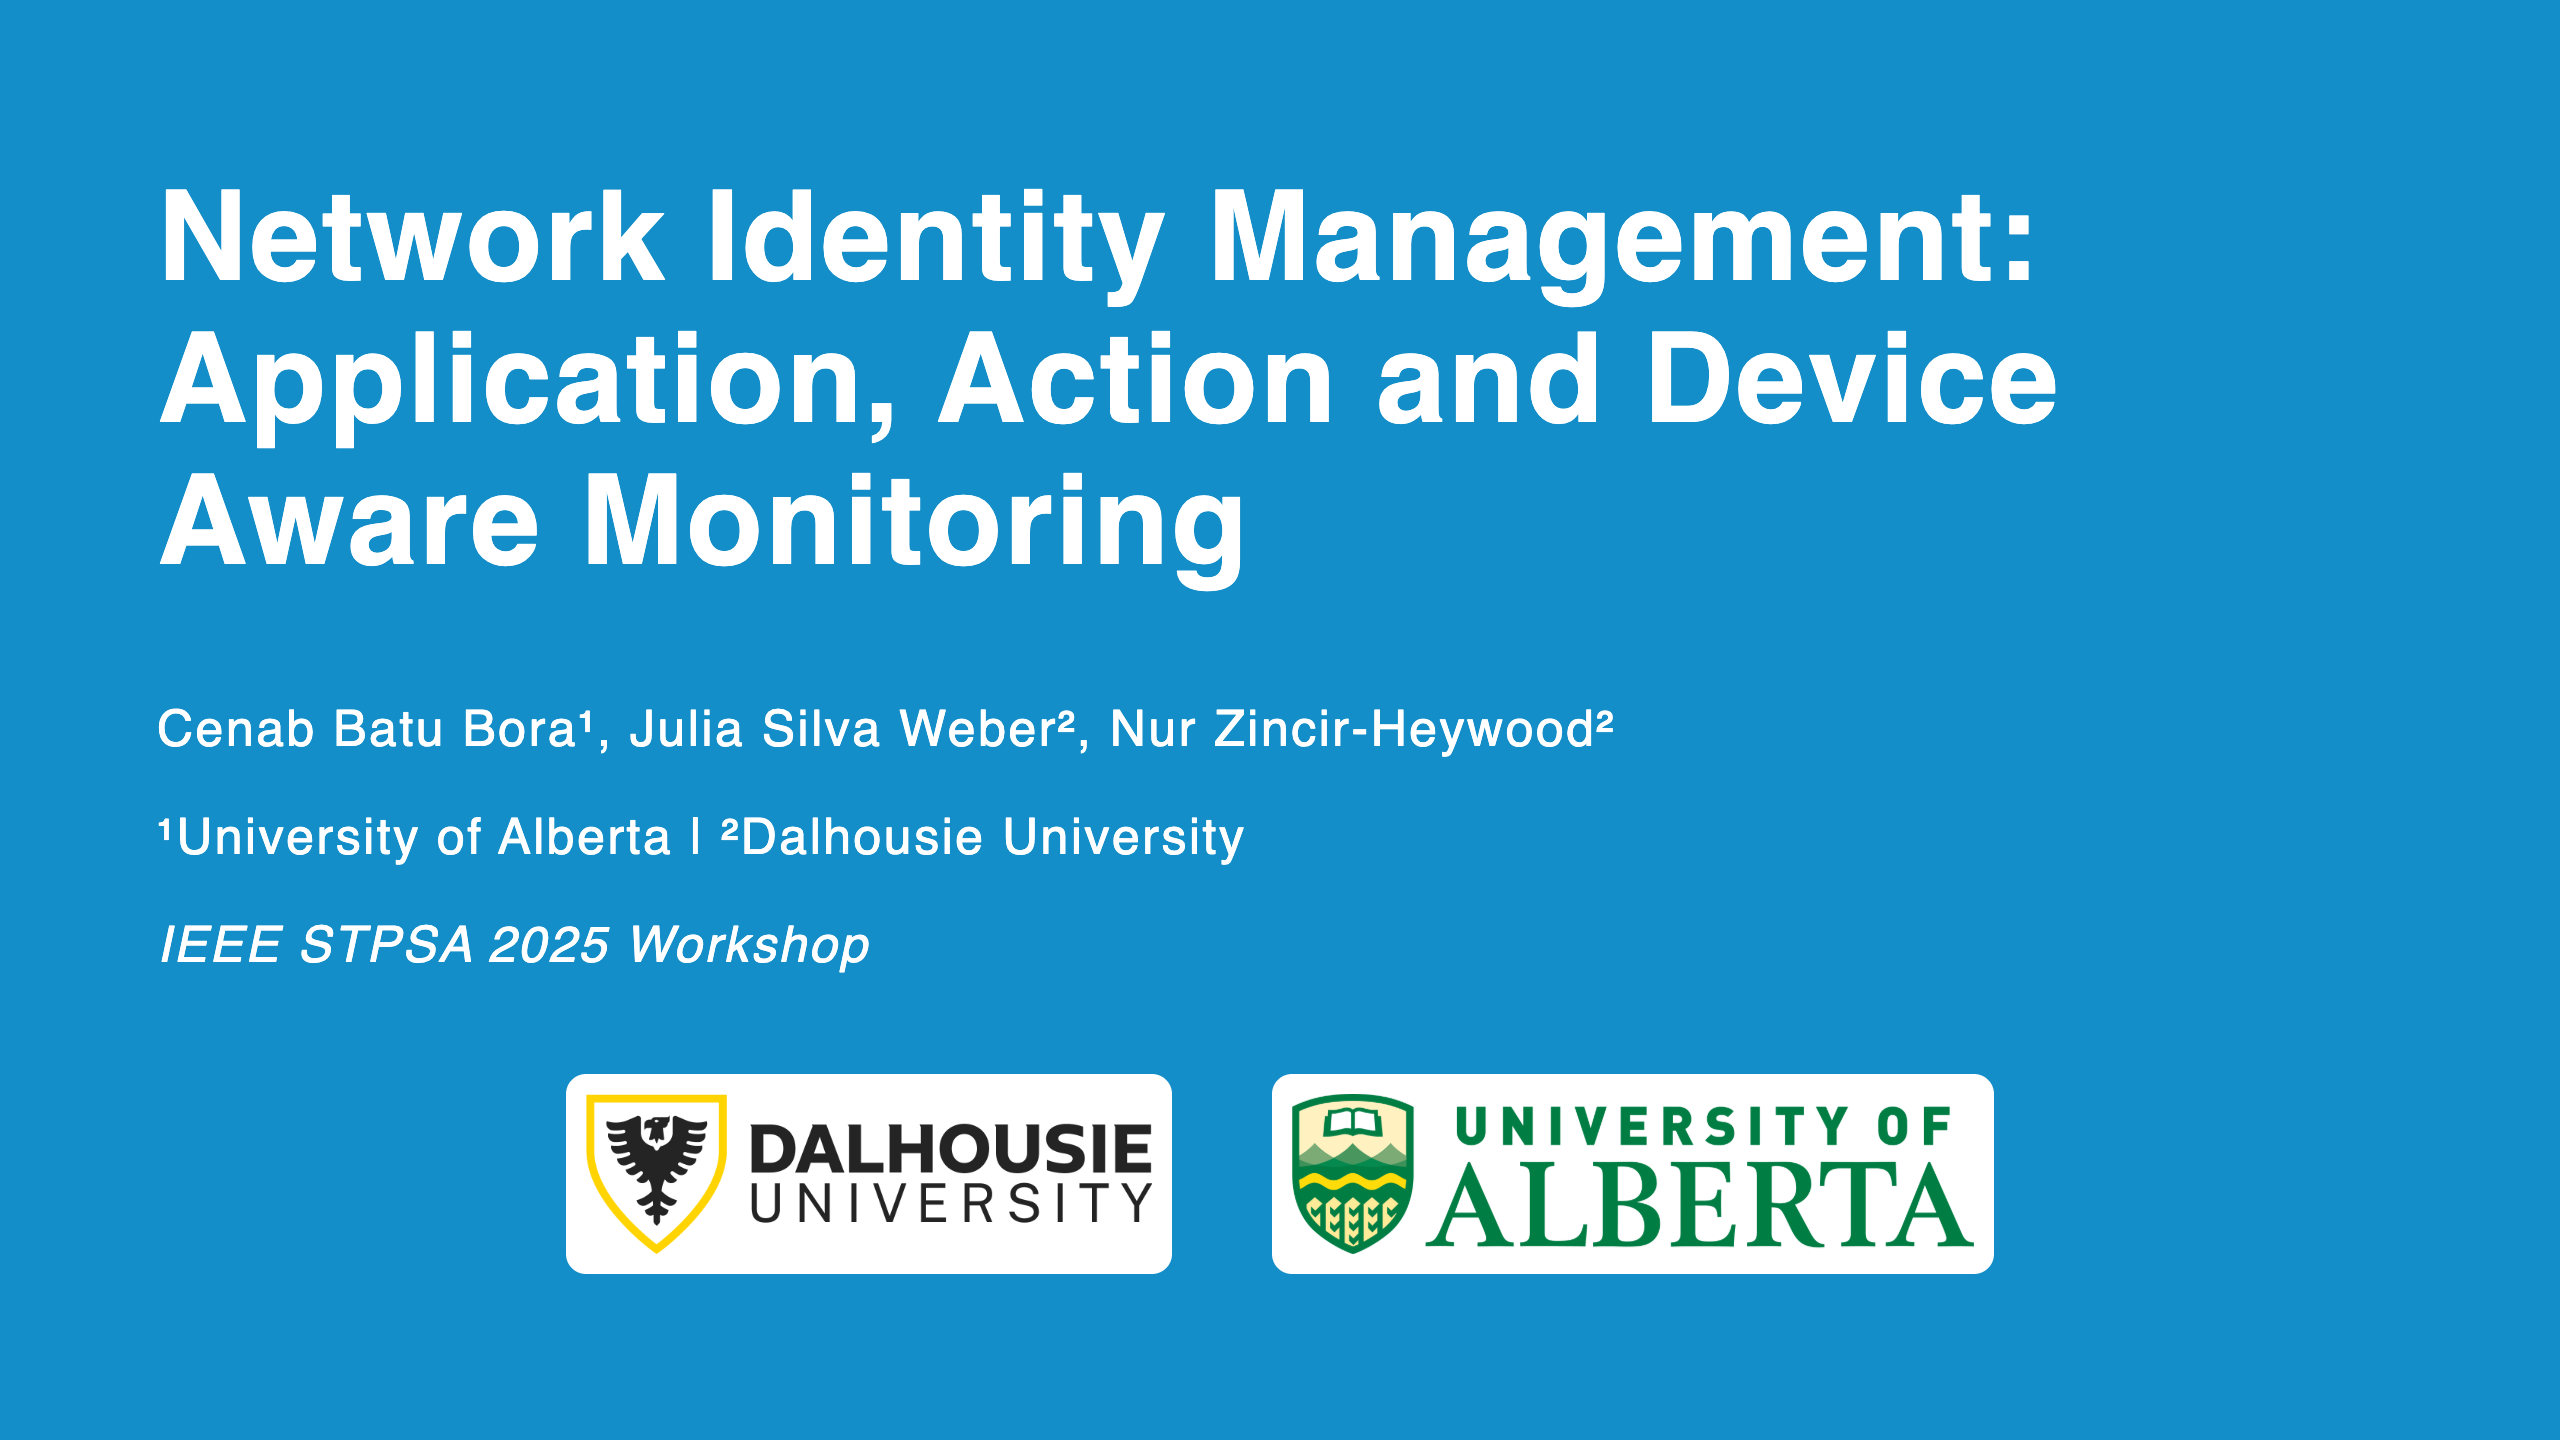 Network Identity Management:
Application, Action and Device
Aware Monitoring
Cenab Batu Bora¹, Julia Silva Weber², Nur Zincir-Heywood²
¹University of Alberta | ²Dalhousie University
IEEE STPSA 2025 Workshop
DALHOUSIE
UNIVERSITY
UNIVERSITY OF
ALBERTA